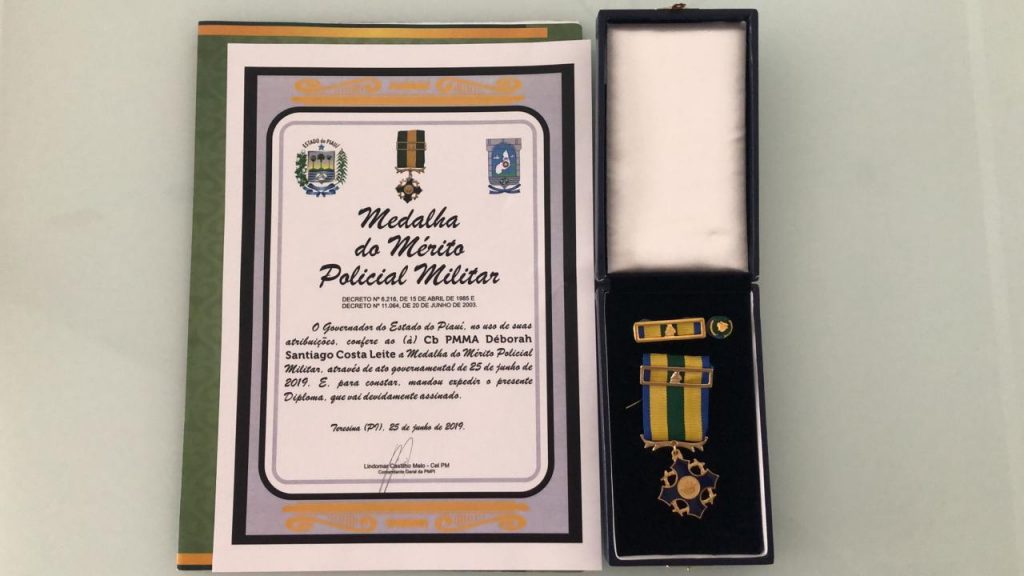 ESTADO do PIAUÍ
Medalha
do Mérito
Policial Militar
DECRETO Nº 6.216, DE 15 DE ABRIL DE 1985 E
DECRETO Nº 11.064, DE 20 DE JUNHO DE 2003.
O Governador do Estado do Piauí, no uso de suas
atribuições, confere ao (à) Cb PMMA Déborah
Santiago Costa Leite a Medalha do Mérito Policial
Militar, através de ato governamental de 25 de junho de
2019. E, para constar, mandou expedir o presente
Diploma, que vai devidamente assinado.
Teresina (PI), 25 de junho de 2019.
Lindomar Castilho Melo - Cel PM
Comandante Geral da PMPI